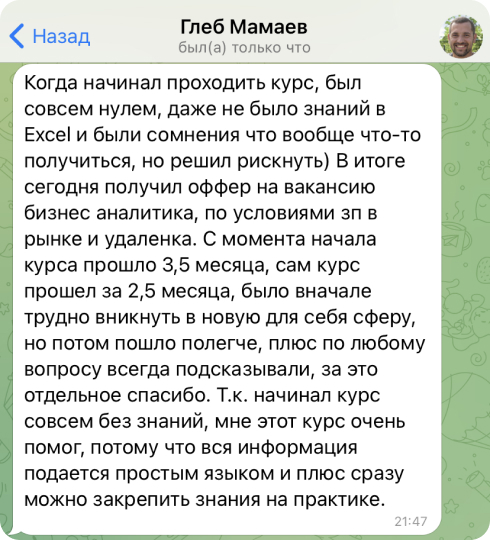 Назад
Глеб Мамаев
был(а) только что
Когда начинал проходить курс, был
совсем нулем, даже не было знаний в
Excel и были сомнения что вообще что-то
получиться, но решил рискнуть) В итоге
сегодня получил оффер на вакансию
бизнес аналитика, по условиями зп в
рынке и удаленка. С момента начала
курса прошло 3,5 месяца, сам курс
прошел за 2,5 месяца, было вначале
трудно вникнуть в новую для себя сферу,
но потом пошло полегче, плюс по любому
вопросу всегда подсказывали, за это
отдельное спасибо. Т.к. начинал курс
совсем без знаний, мне этот курс очень
помог, потому что вся информация
подается простым языком и плюс сразу
можно закрепить знания на практике.
21:47